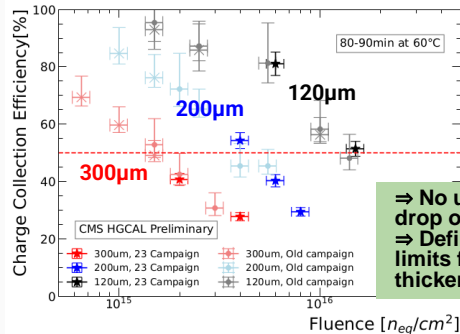 Charge Collection Efficiency[%]
100
80
60
40
20
0
80-90min at 60°C
120μm
200μm
300μm
CMS HGCAL Preliminary
300um, 23 Campaign
200um, 23 Campaign
120um, 23 Campaign
300um, Old campaign
200um, Old campaign
120um, Old campaign
10¹⁵
10¹⁶
Fluence [n_eq/cm²]
⇒ No u
drop o
⇒ Defi
limits f
thicker